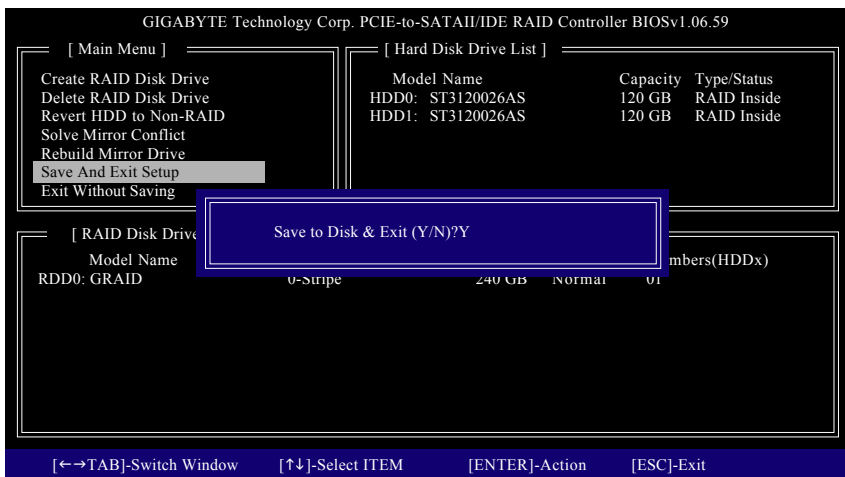 GIGABYTE Technology Corp. PCIE-to-SATAII/IDE RAID Controller BIOSv1.06.59
[ Main Menu ]
Create RAID Disk Drive
Delete RAID Disk Drive
Revert HDD to Non-RAID
Solve Mirror Conflict
Rebuild Mirror Drive
Save And Exit Setup
Exit Without Saving
[ Hard Disk Drive List ]
Model Name Capacity Type/Status
HDD0: ST3120026AS 120 GB RAID Inside
HDD1: ST3120026AS 120 GB RAID Inside
Save to Disk & Exit (Y/N)?Y
[ RAID Disk Drive
Model Name mbers(HDDx)
RDD0: GRAID 0-Stripe 240 GB Normal 01
[←→TAB]-Switch Window [↑↓]-Select ITEM [ENTER]-Action [ESC]-Exit